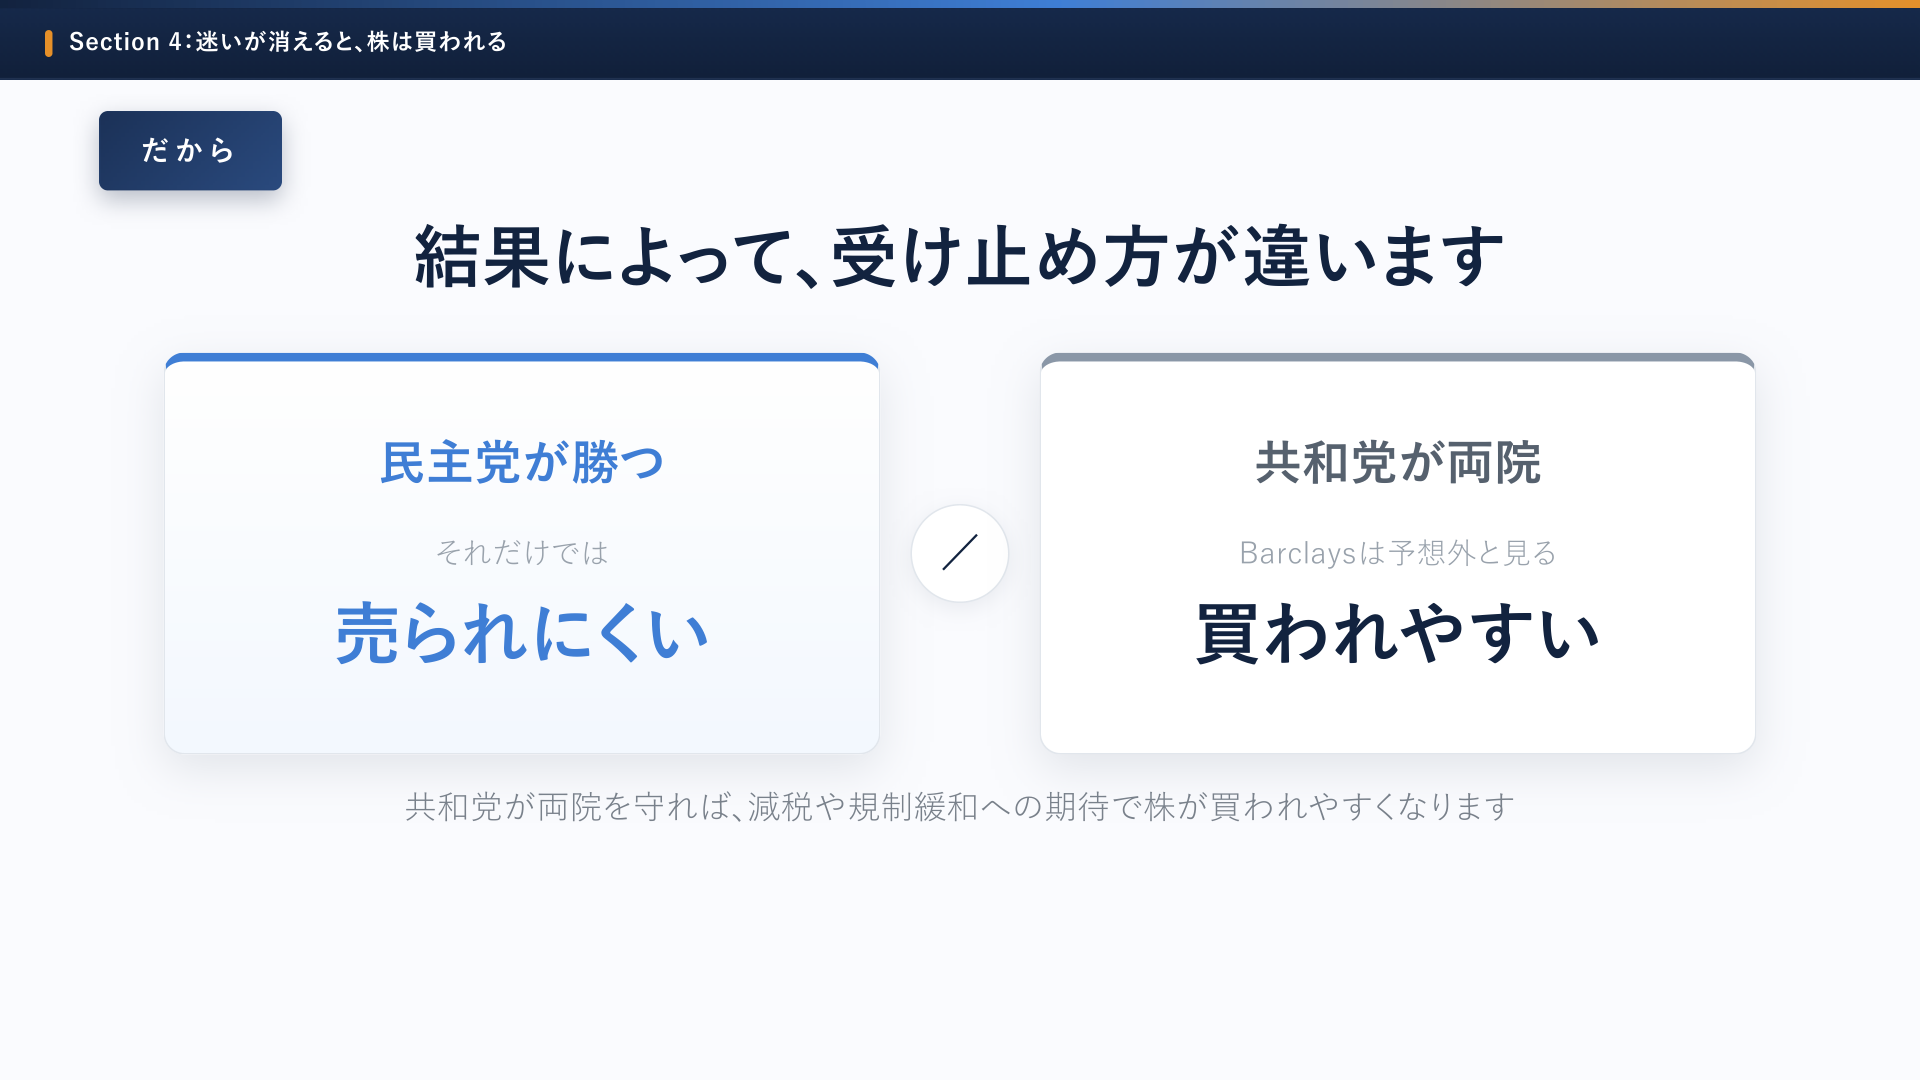 Section 4：迷いが消えると、株は買われる
だから
結果によって、受け止め方が違います
民主党が勝つ
それだけでは
売られにくい
／
共和党が両院
Barclaysは予想外と見る
買われやすい
共和党が両院を守れば、減税や規制緩和への期待で株が買われやすくなります